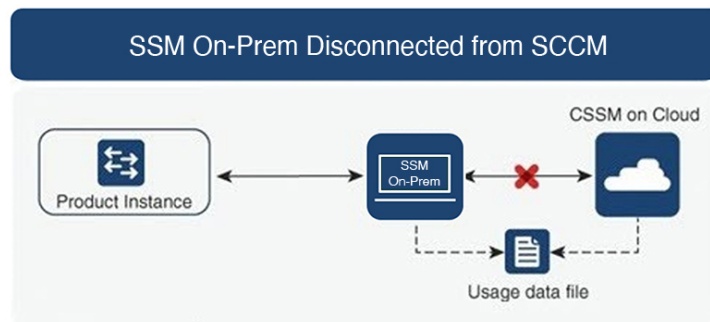 SSM On-Prem Disconnected from SCCM
CSSM on Cloud
SSM
On-Prem
Product Instance
Usage data file